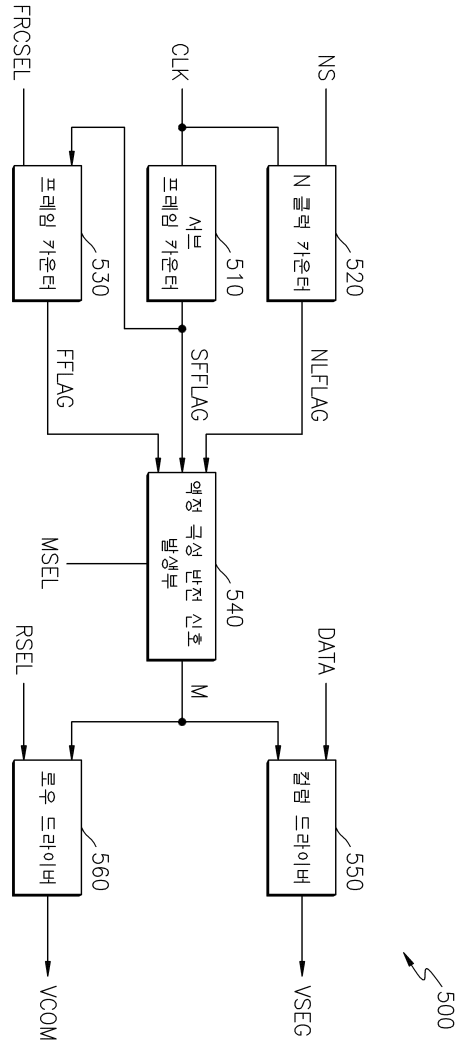 500
NS
CLK
FRCSEL
N 클럭 카운터
520
서브
프레임 카운터
510
프레임 카운터
530
NLFLAG
SFFLAG
FFLAG
액정 극성 반전 신호
발생부
540
MSEL
M
DATA
RSEL
컬럼 드라이버
550
로우 드라이버
560
VSEG
VCOM